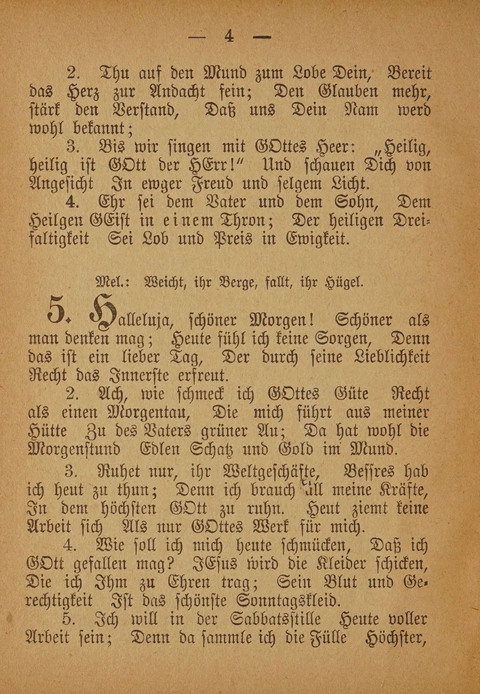 — 4 —
2. Thu auf den Mund zum Lobe Dein, Bereit
das Herz zur Andacht fein; Den Glauben mehr,
stärk den Verstand, Daß uns Dein Nam werd
wohl bekannt;
3. Bis wir singen mit GOttes Heer: „Heilig,
heilig ist GOtt der HErr!“ Und schauen Dich von
Angesicht In ewger Freud und selgem Licht.
4. Ehr sei dem Vater und dem Sohn, Dem
Heilgen GEist in einem Thron; Der heiligen Drei-
faltigkeit Sei Lob und Preis in Ewigkeit.
Mel.: Weicht, ihr Berge, fallt, ihr Hügel.
5. Halleluja, schöner Morgen! Schöner als
man denken mag; Heute fühl ich keine Sorgen, Denn
das ist ein lieber Tag, Der durch seine Lieblichkeit
Recht das Innerste erfreut.
2. Ach, wie schmeck ich GOttes Güte Recht
als einen Morgentau, Die mich führt aus meiner
Hütte Zu des Vaters grüner Au; Da hat wohl die
Morgenstund Edlen Schatz und Gold im Mund.
3. Ruhet nur, ihr Weltgeschäfte, Bessres hab
ich heut zu thun; Denn ich brauch all meine Kräfte,
In dem höchsten GOtt zu ruhn. Heut ziemt keine
Arbeit sich Als nur GOttes Werk für mich.
4. Wie soll ich mich heute schmücken, Daß ich
GOtt gefallen mag? JEsus wird die Kleider schicken,
Die ich Ihm zu Ehren trag; Sein Blut und Ge-
rechtigkeit Ist das schönste Sonntagskleid.
5. Ich will in der Sabbatsstille Heute voller
Arbeit sein; Denn da sammle ich die Fülle Höchster,